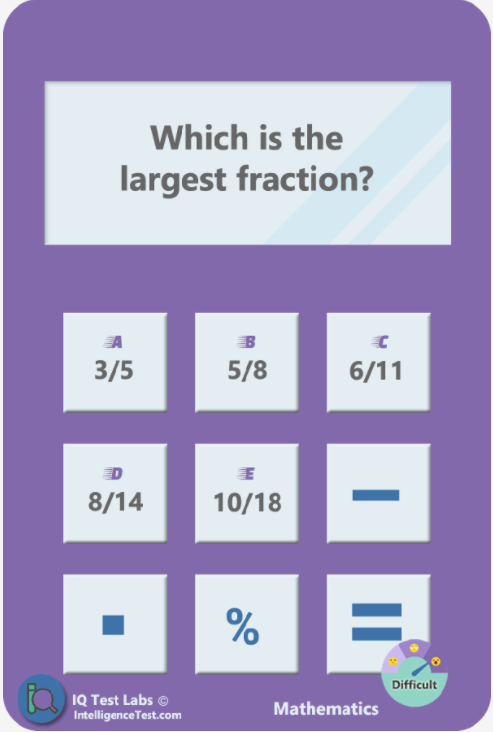 Which is the
largest fraction?
A
3/5
B
5/8
C
6/11
D
8/14
E
10/18
%
Difficult
IQ Test Labs ©
IntelligenceTest.com
Mathematics